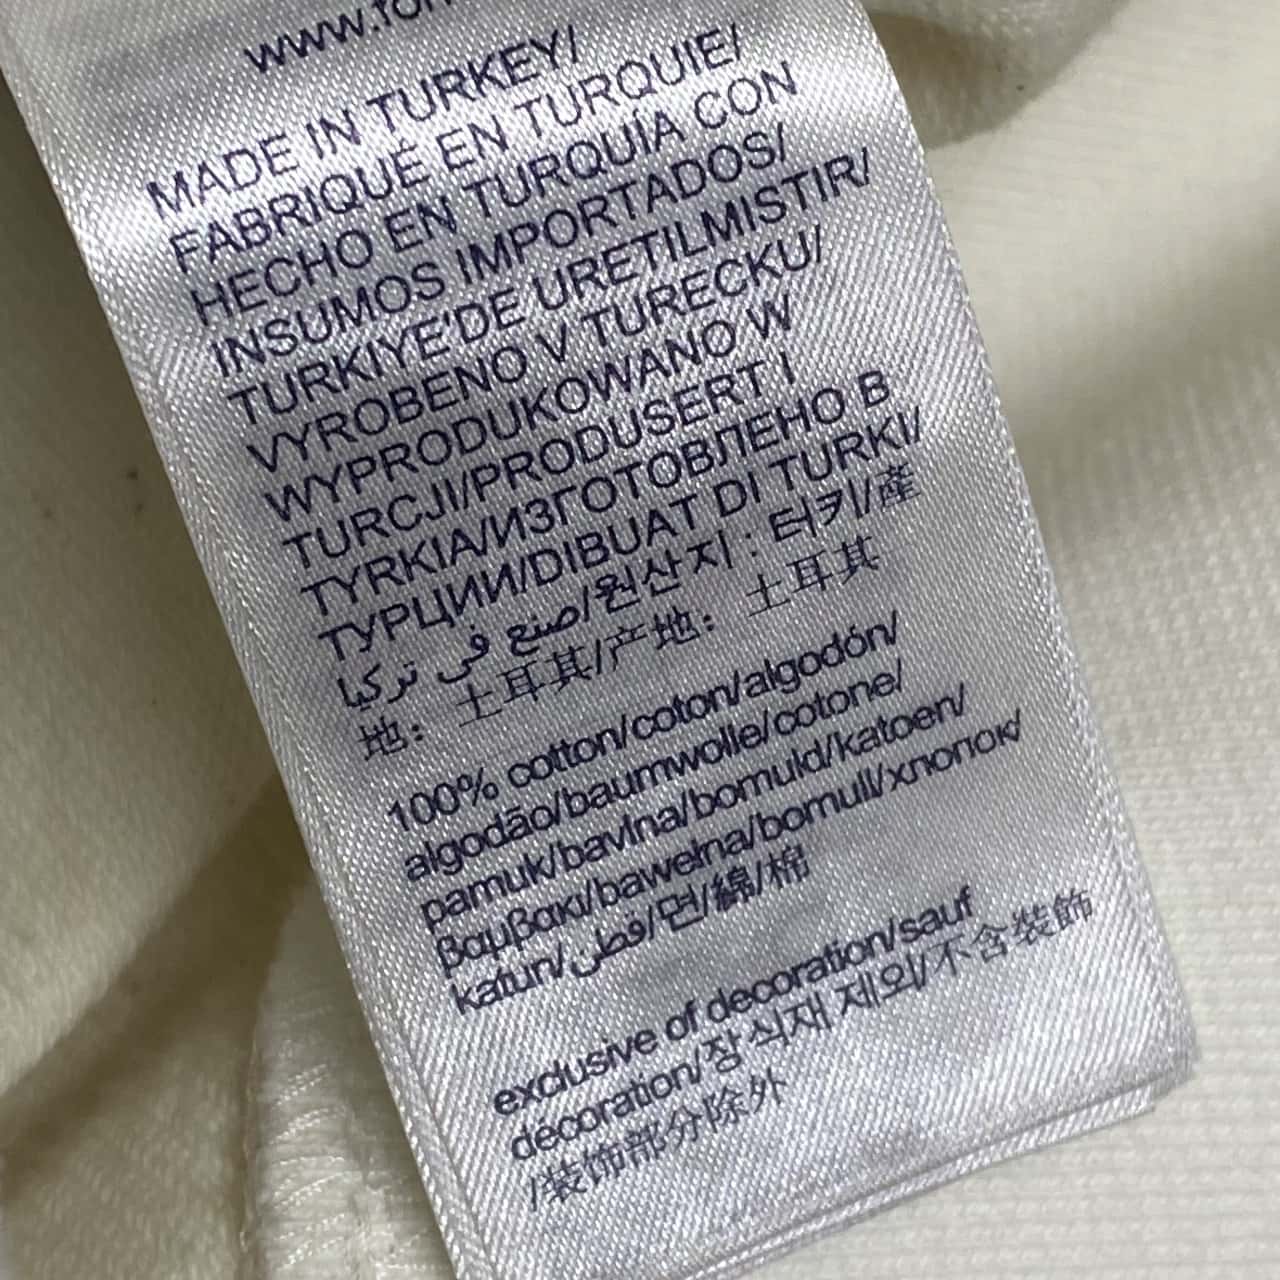 MADE IN TURKEY/
FABRIQUÉ EN TURQUIE/
HECHO EN TURQUÍA CON
INSUMOS IMPORTADOS/
TURKIYE'DE URETILMISTIR/
VYROBENO V TURECKU/
WYPRODUKOWANO W
TURCJI/PRODUSERT I
TYRKIA/ИЗГОТОВЛЕНО В
ТУРЦИИ/DIBUAT DI TURKI/
صنع في تركيا/원산지 : 터키/產
地: 土耳其/产地: 土耳其
100% cotton/coton/algodón/
algodão/baumwolle/cotone/
pamuk/bavlna/bomuld/katoen/
βαμβακι/bawełna/bomull/хлопок/
katun/قطن/면/綿/棉
exclusive of decoration/sauf
décoration/장식재 제외/不含装飾
/装饰部分除外